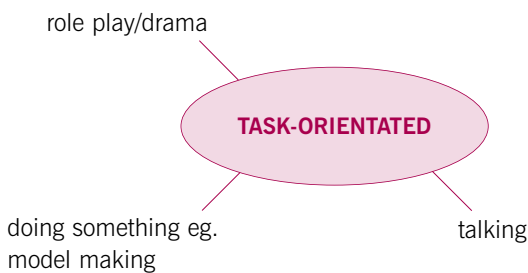 role play/drama
TASK-ORIENTATED
doing something eg.
model making
talking